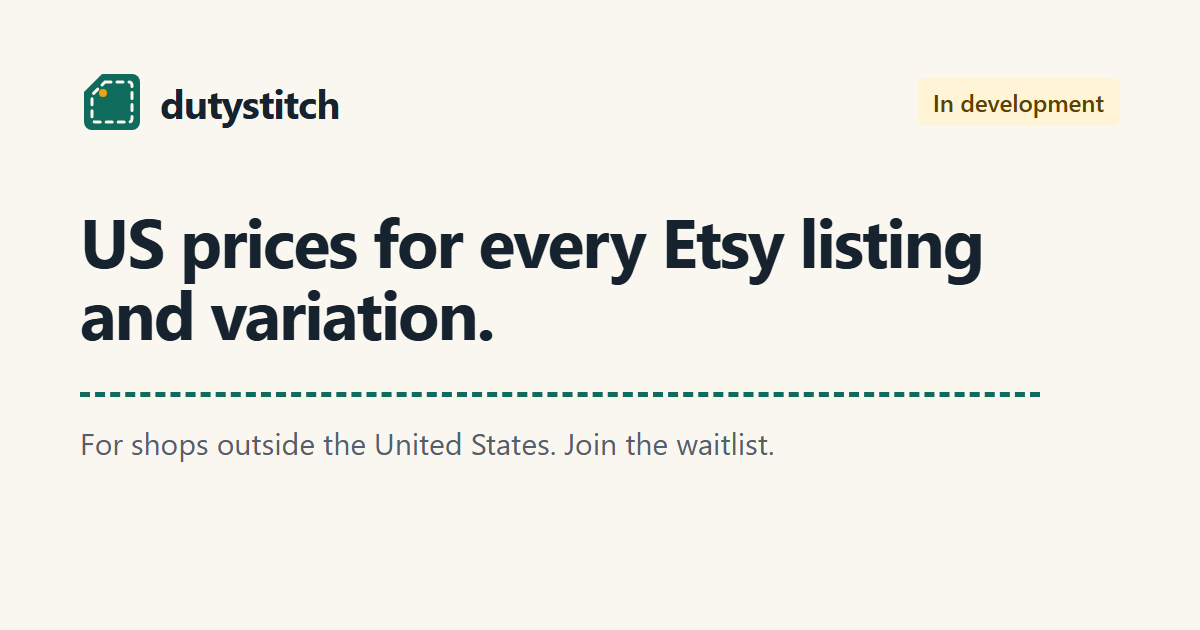 dutystitch
In development
US prices for every Etsy listing
and variation.
For shops outside the United States. Join the waitlist.